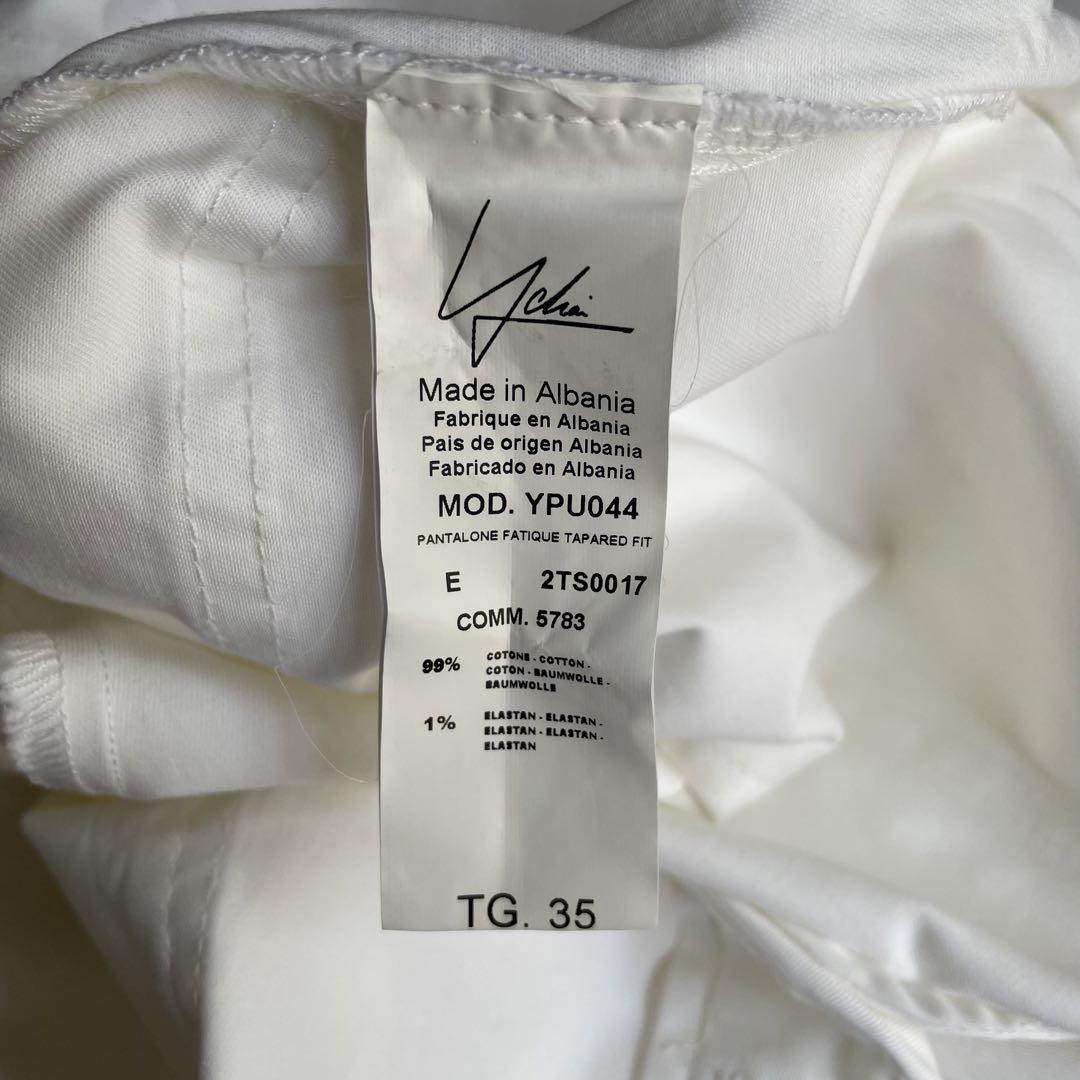 Ychai
Made in Albania
Fabrique en Albania
Pais de origen Albania
Fabricado en Albania
MOD. YPU044
PANTALONE FATIQUE TAPARED FIT
E 2TS0017
COMM. 5783
99% COTONE - COTTON -
COTON - BAUMWOLLE -
BAUMWOLLE
1% ELASTAN - ELASTAN -
ELASTAN - ELASTAN -
ELASTAN
TG. 35